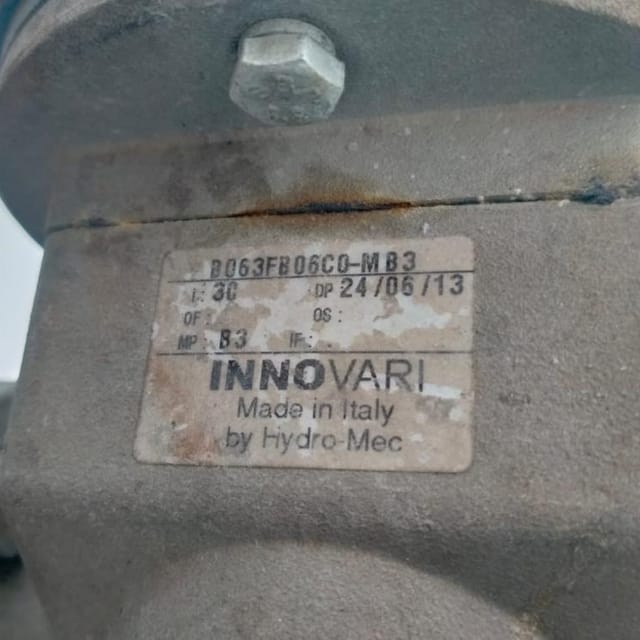 B063FB06C0-MB3
I: 30 DP 24/06/13
OF: OS:
MP: B3 IF:
INNOVARI
Made in Italy
by Hydro-Mec